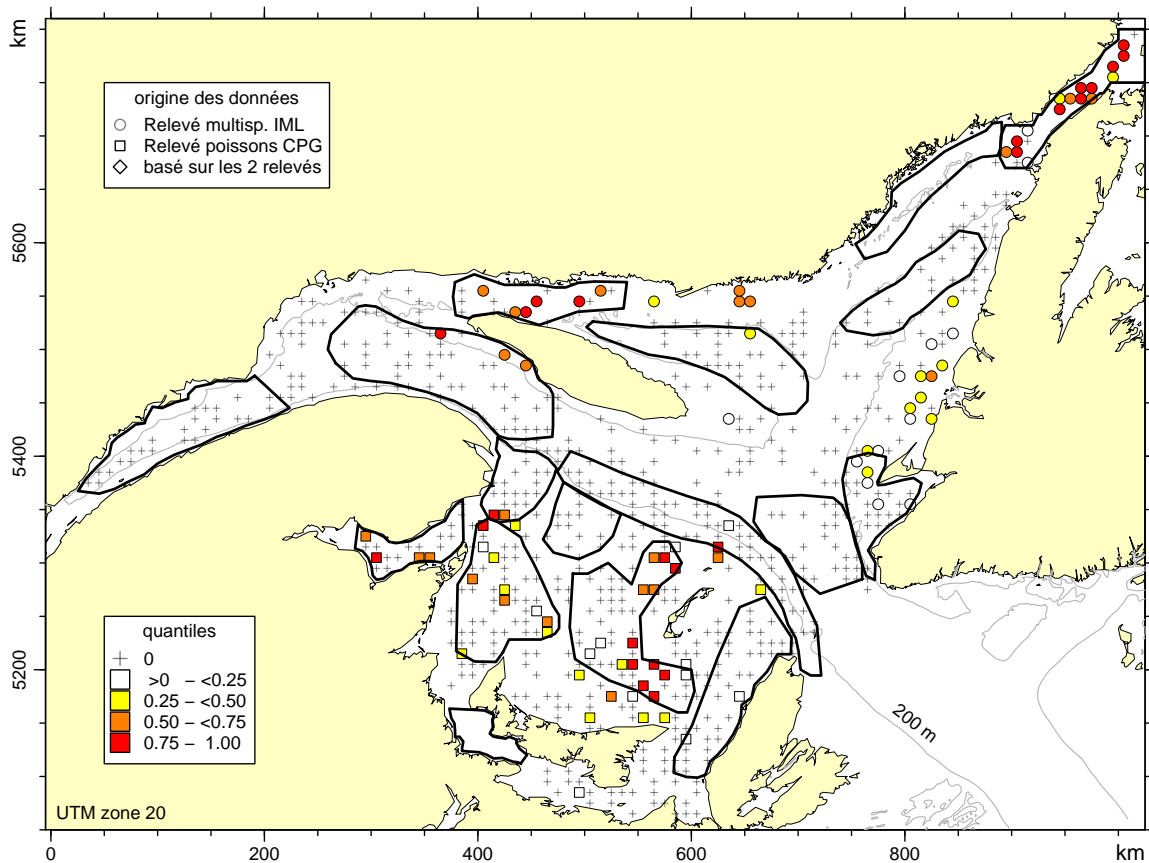 km
5600
5400
5200
origine des données
Relevé multisp. IML
Relevé poissons CPG
basé sur les 2 relevés
quantiles
0
>0 – <0.25
0.25 – <0.50
0.50 – <0.75
0.75 – 1.00
200 m
UTM zone 20
0 200 400 600 800 km